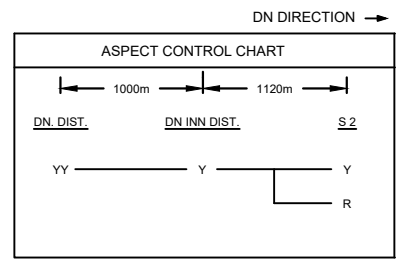 DN DIRECTION
ASPECT CONTROL CHART
1000m 1120m
DN. DIST. DN INN DIST. S 2
YY Y Y
R